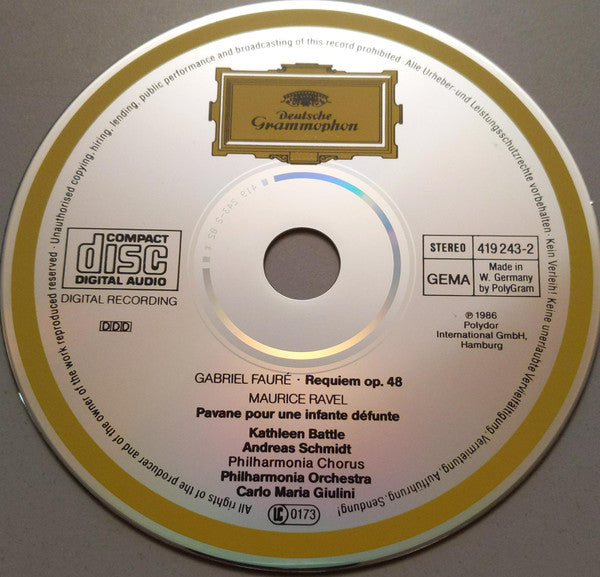 · Unauthorised copying, hiring, lending, public performance and broadcasting of this record prohibited · Alle Urheber- und Leistungsschutzrechte vorbehalten · Kein Verleih! Keine unerlaubte Vervielfältigung, Vermietung, Aufführung, Sendung!
All rights of the producer and of the owner of the work reproduced reserved
Deutsche
Grammophon
COMPACT
disc
DIGITAL AUDIO
DIGITAL RECORDING
DDD
STEREO
419 243-2
GEMA
Made in
W. Germany
by PolyGram
℗ 1986
Polydor
International GmbH,
Hamburg
GABRIEL FAURÉ · Requiem op. 48
MAURICE RAVEL
Pavane pour une infante défunte
Kathleen Battle
Andreas Schmidt
Philharmonia Chorus
Philharmonia Orchestra
Carlo Maria Giulini
LC 0173